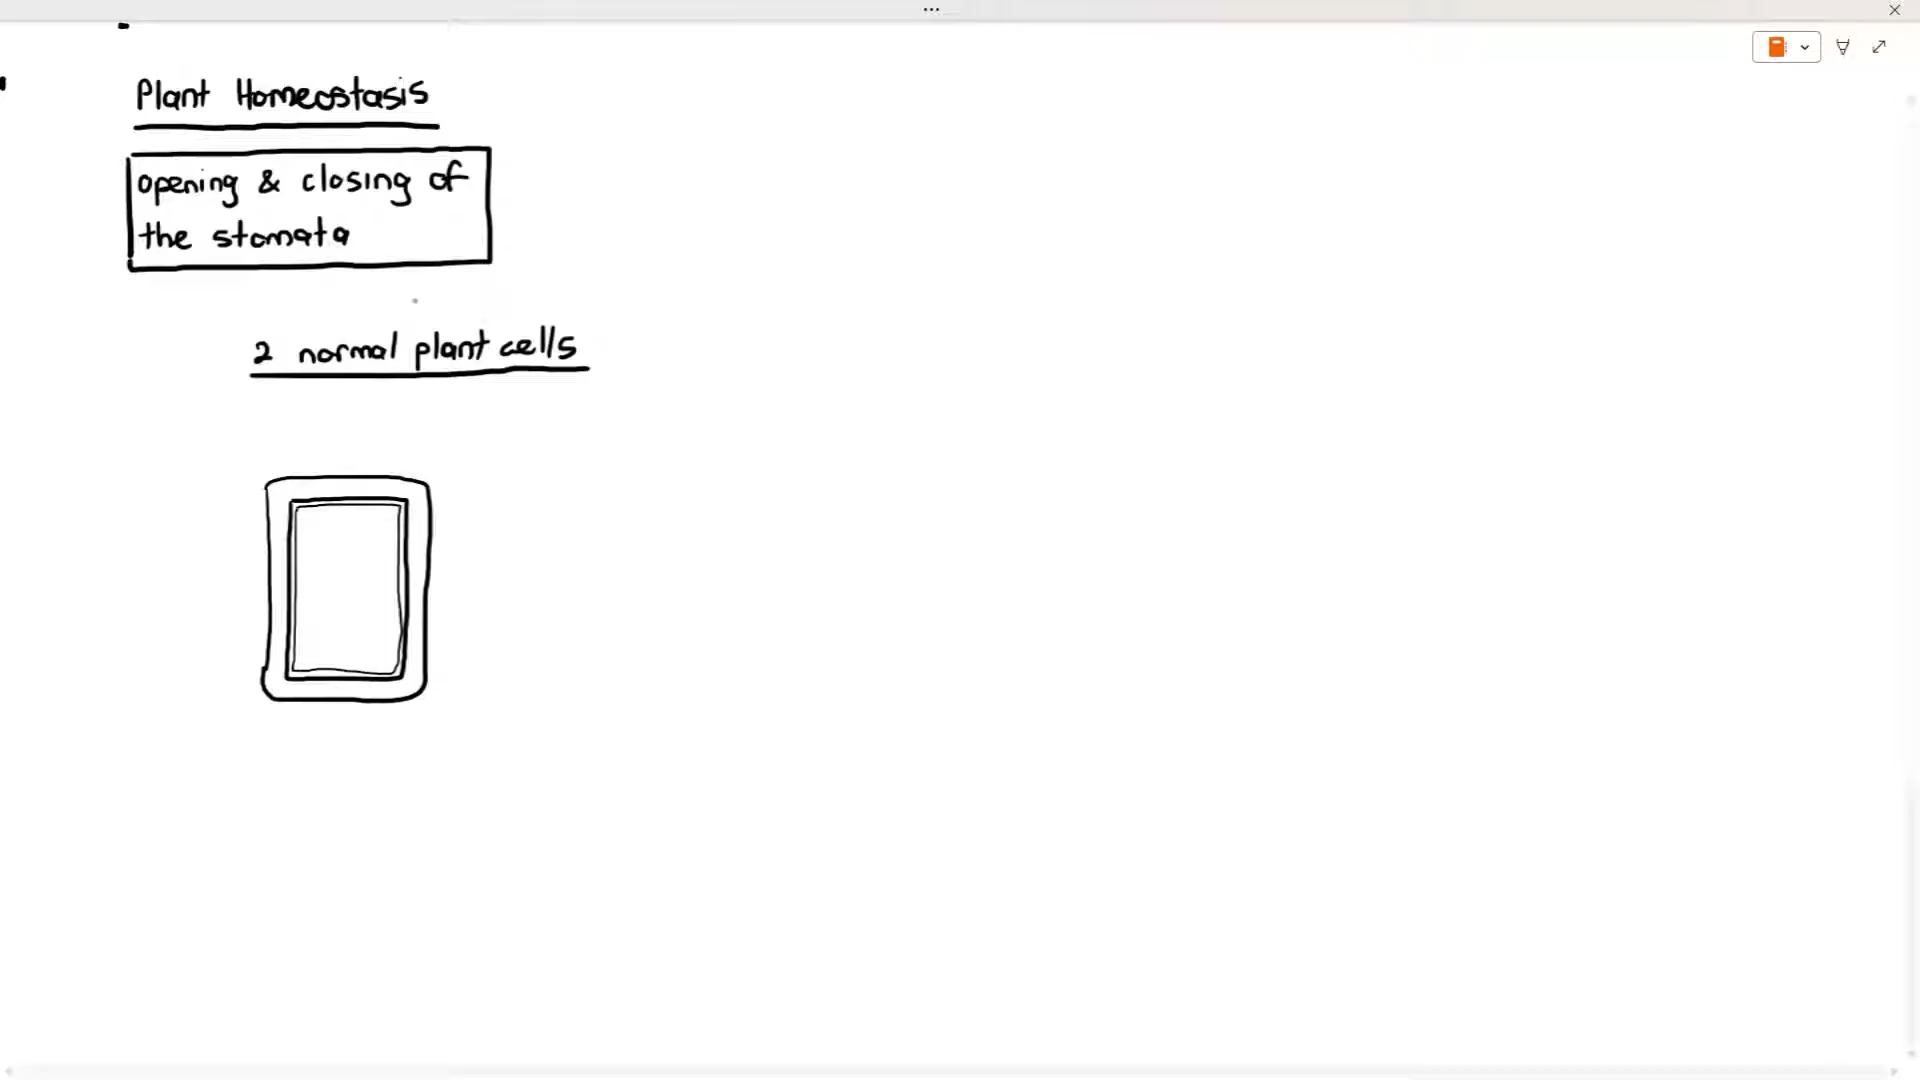 Plant Homeostasis
opening & closing of
the stomata
2 normal plant cells